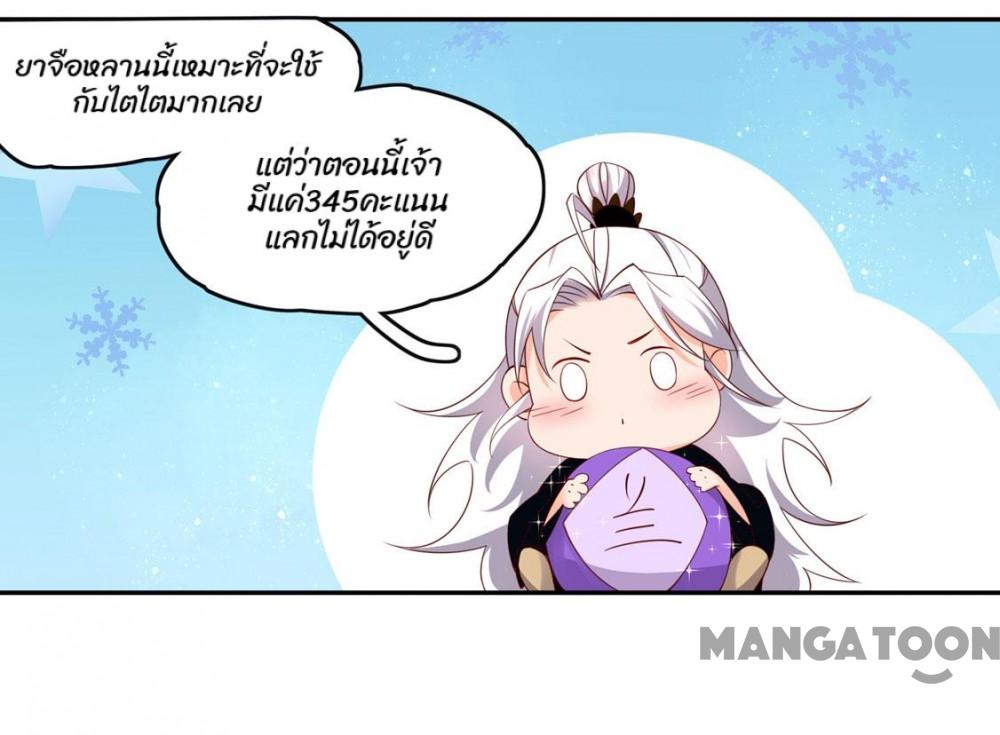 ยาจือหลานนี้เหมาะที่จะใช้
กับไตไตมากเลย
แต่ว่าตอนนี้เจ้า
มีแค่345คะแนน
แลกไม่ได้อยู่ดี
MANGATOON